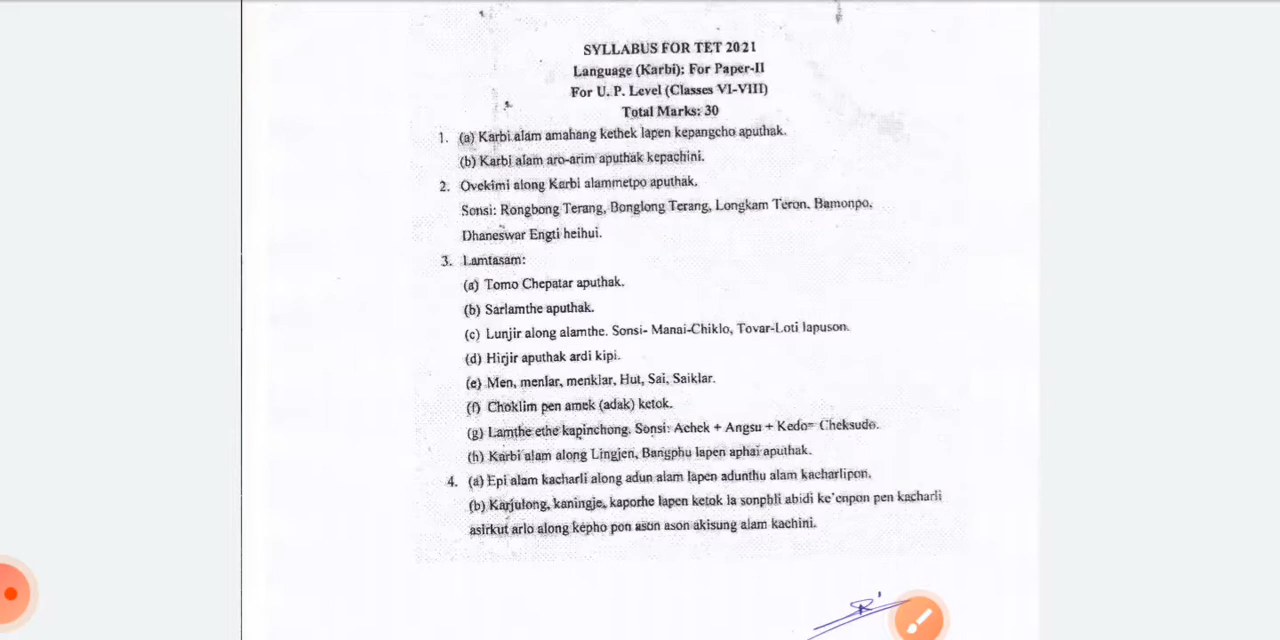 SYLLABUS FOR TET 2021
Language (Karbi): For Paper-II
For U. P. Level (Classes VI-VIII)
Total Marks: 30
1. (a) Karbi alam amahang kethek lapen kepangcho aputhak.
(b) Karbi alam aro-arim aputhak kepachini.
2. Ovekimi along Karbi alammetpo aputhak.
Sonsi: Rongbong Terang, Bonglong Terang, Longkam Teron, Bamonpo,
Dhaneswar Engti heihui.
3. Lamtasam:
(a) Tomo Chepatar aputhak.
(b) Sarlamthe aputhak.
(c) Lunjir along alamthe. Sonsi- Manai-Chiklo, Tovar-Loti lapuson.
(d) Hirjir aputhak ardi kipi.
(e) Men, menlar, menklar, Hut, Sai, Saiklar.
(f) Choklim pen amek (adak) ketok.
(g) Lamthe ethe kapinchong. Sonsi: Achek + Angsu + Kedo= Cheksudo.
(h) Karbi alam along Lingjen, Bangphu lapen aphai aputhak.
4. (a) Epi alam kacharli along adun alam lapen adunthu alam kacharlipon.
(b) Karjulong, kaningje, kaporhe lapen ketok la sonphli abidi ke'enpon pen kacharli
asirkut arlo along kepho pon ason ason akisung alam kachini.